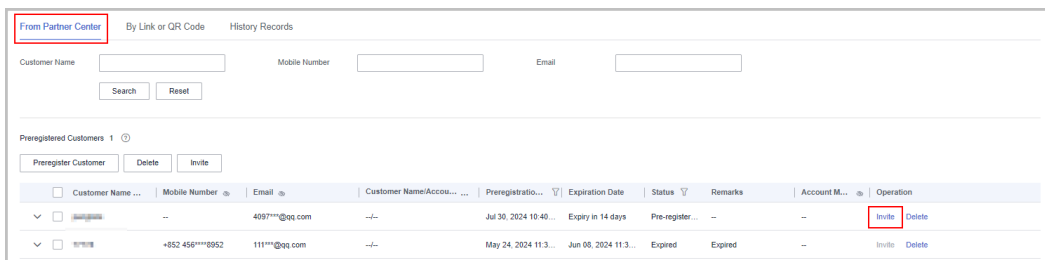 From Partner Center By Link or QR Code History Records
Customer Name Mobile Number Email
Search Reset
Preregistered Customers 1 ?
Preregister Customer Delete Invite
Customer Name ... Mobile Number Email Customer Name/Accou... ... Preregistratio... Expiration Date Status Remarks Account M... Operation
-- 4097***@qq.com --/-- Jul 30, 2024 10:40... Expiry in 14 days Pre-register... -- -- Invite Delete
+852 456****8952 111***@qq.com --/-- May 24, 2024 11:3... Jun 08, 2024 11:3... Expired Expired -- Invite Delete